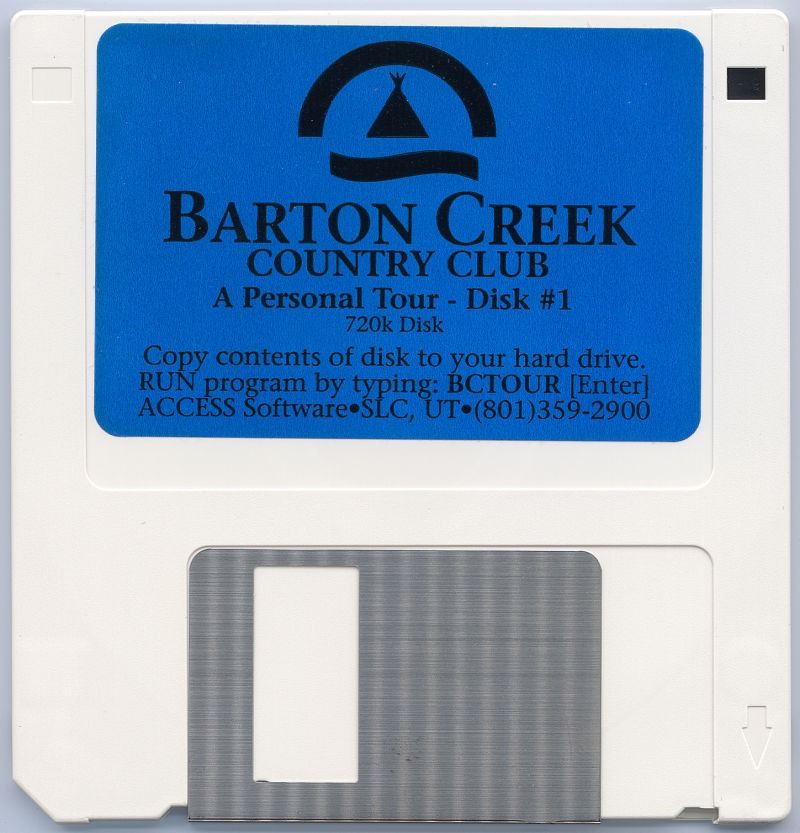 BARTON CREEK
COUNTRY CLUB
A Personal Tour - Disk #1
720k Disk
Copy contents of disk to your hard drive.
RUN program by typing: BCTOUR [Enter]
ACCESS Software•SLC, UT•(801)359-2900